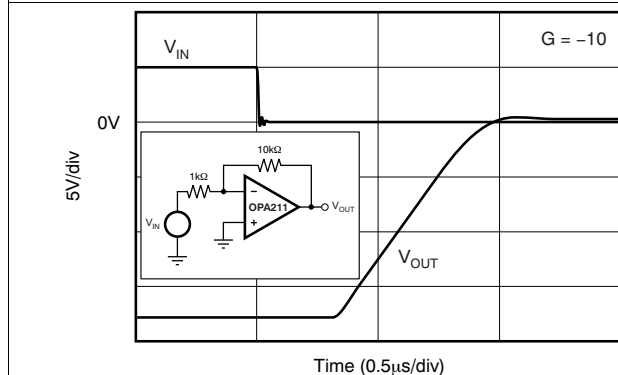 V_IN
G = −10
0V
5V/div
10kΩ
1kΩ
−
OPA211
+
V_OUT
V_IN
V_OUT
Time (0.5μs/div)